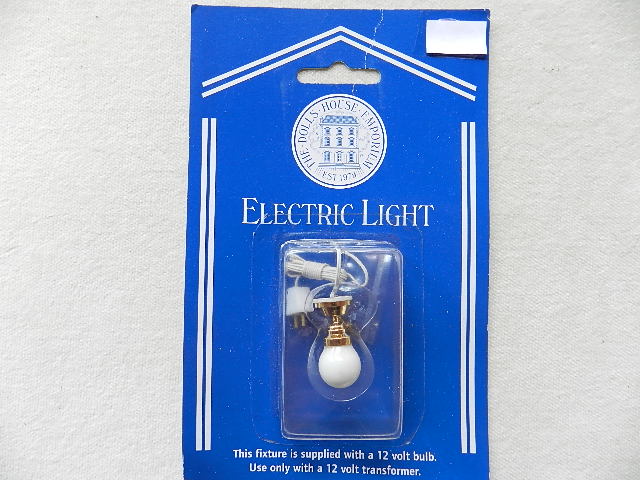 THE · DOLLS · HOUSE · EMPORIUM
EST 1979
ELECTRIC LIGHT
This fixture is supplied with a 12 volt bulb.
Use only with a 12 volt transformer.